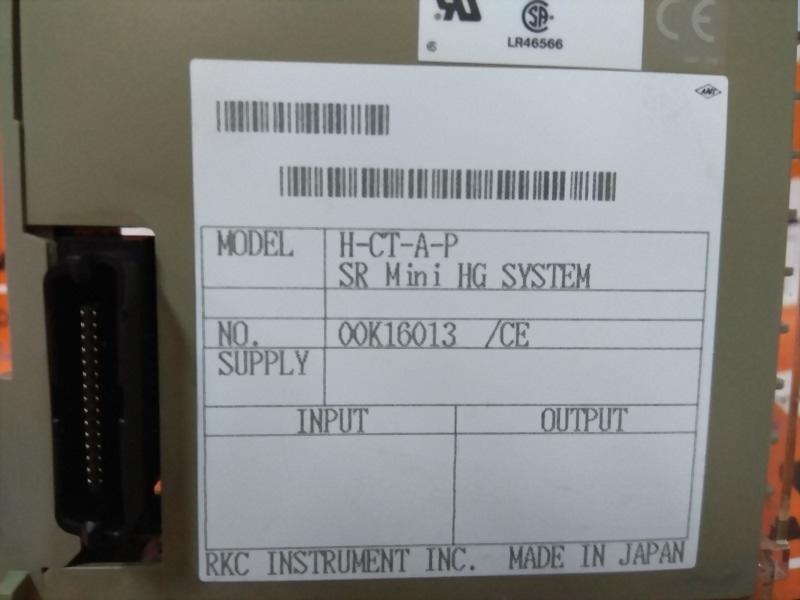 LR46566
CE
MODEL H-CT-A-P
SR Mini HG SYSTEM
NO. 00K16013 /CE
SUPPLY
INPUT OUTPUT
RKC INSTRUMENT INC. MADE IN JAPAN